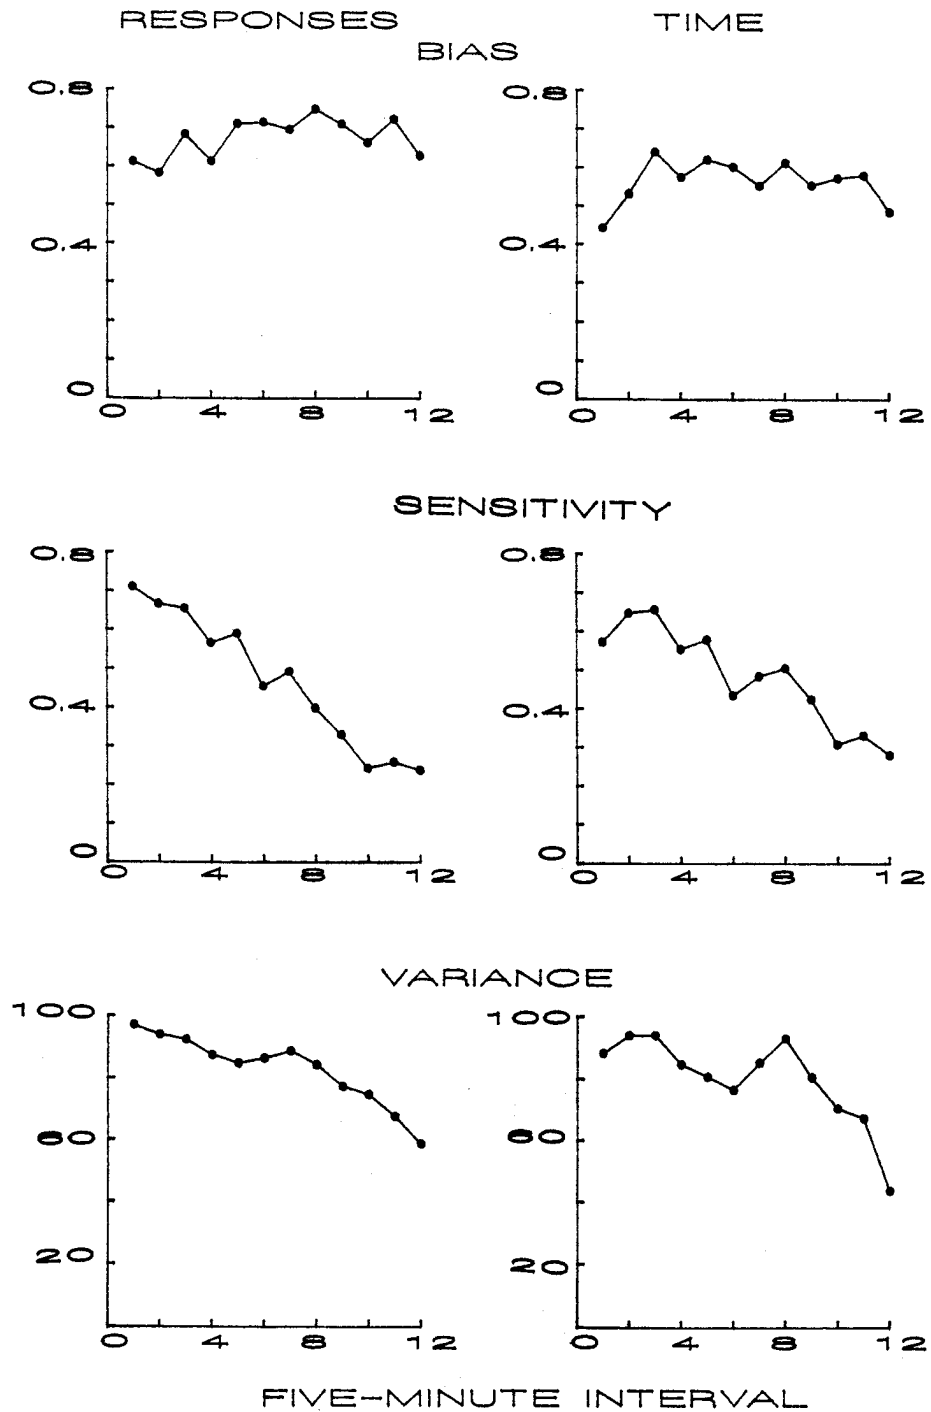 RESPONSES TIME
BIAS
0.8 0.8
0.4 0.4
0 0
0 4 8 12 0 4 8 12
SENSITIVITY
0.8 0.8
0.4 0.4
0 0
0 4 8 12 0 4 8 12
VARIANCE
100 100
60 60
20 20
0 4 8 12 0 4 8 12
FIVE-MINUTE INTERVAL